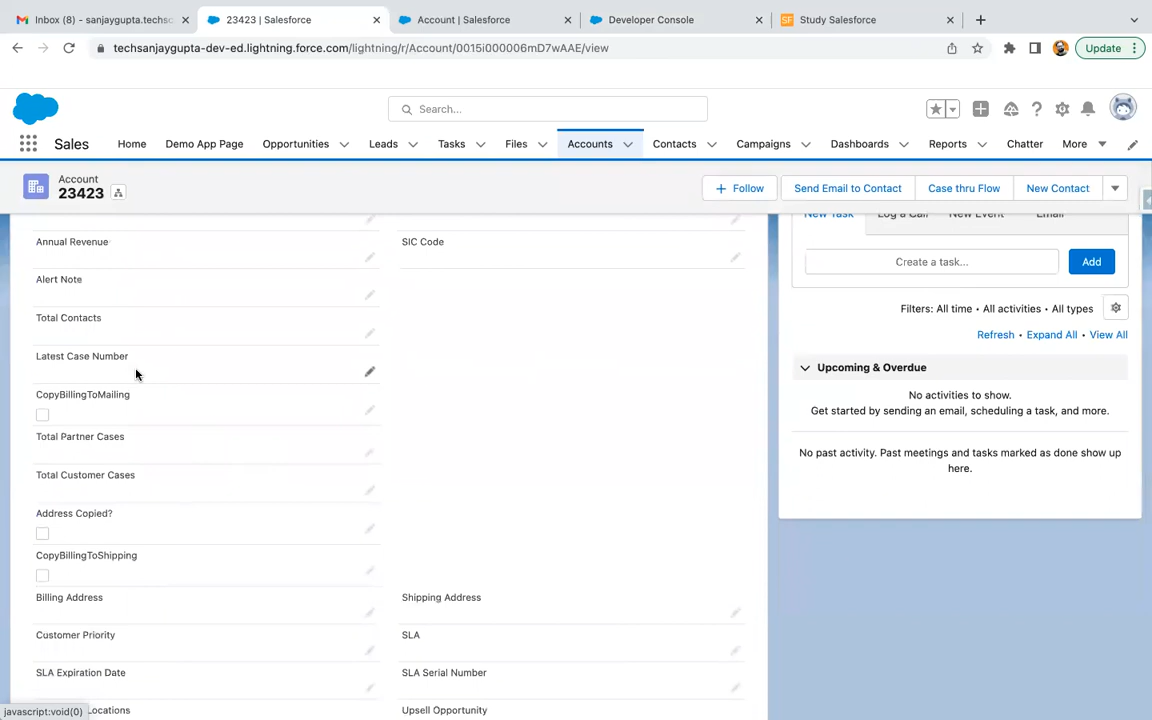 Inbox (8) - sanjaygupta.techsc
23423 | Salesforce
Account | Salesforce
Developer Console
SF Study Salesforce
techsanjaygupta-dev-ed.lightning.force.com/lightning/r/Account/0015i000006mD7wAAE/view
Update
Search...
Sales
Home
Demo App Page
Opportunities
Leads
Tasks
Files
Accounts
Contacts
Campaigns
Dashboards
Reports
Chatter
More
Account
23423
+ Follow
Send Email to Contact
Case thru Flow
New Contact
New Task
Log a Call
New Event
Email
Annual Revenue
SIC Code
Create a task...
Add
Alert Note
Filters: All time • All activities • All types
Total Contacts
Refresh • Expand All • View All
Latest Case Number
Upcoming & Overdue
CopyBillingToMailing
No activities to show.
Get started by sending an email, scheduling a task, and more.
Total Partner Cases
No past activity. Past meetings and tasks marked as done show up
here.
Total Customer Cases
Address Copied?
CopyBillingToShipping
Billing Address
Shipping Address
Customer Priority
SLA
SLA Expiration Date
SLA Serial Number
Locations
Upsell Opportunity
javascript:void(0)